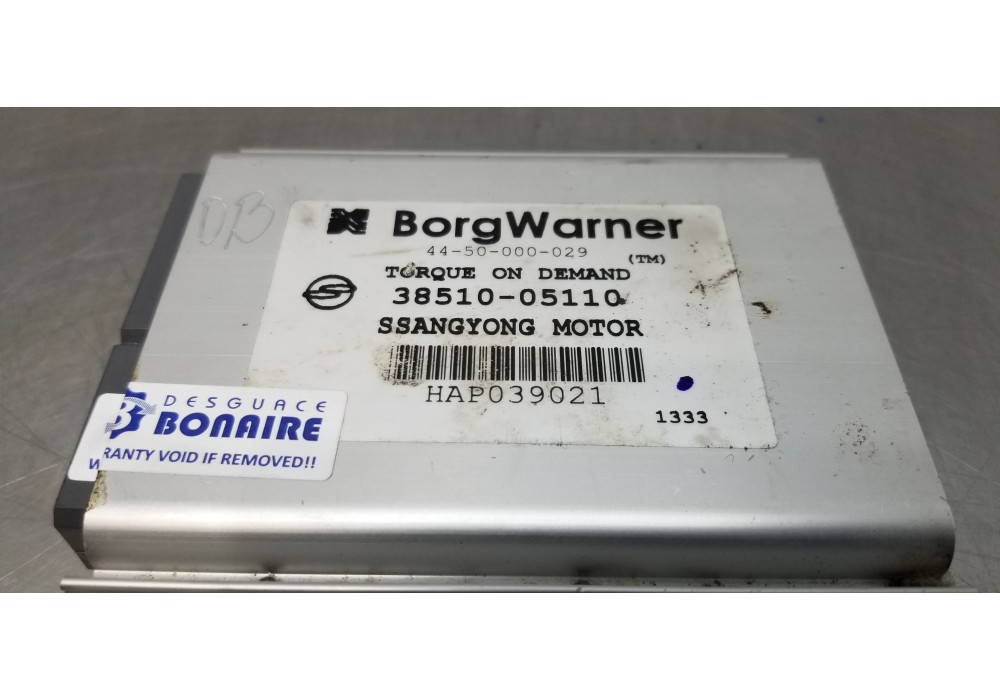 DB
BorgWarner
44-50-000-029
(TM)
TORQUE ON DEMAND
38510-05110
SSANGYONG MOTOR
HAP039021
1333
DESGUACE
BONAIRE
RANTY VOID IF REMOVED!!